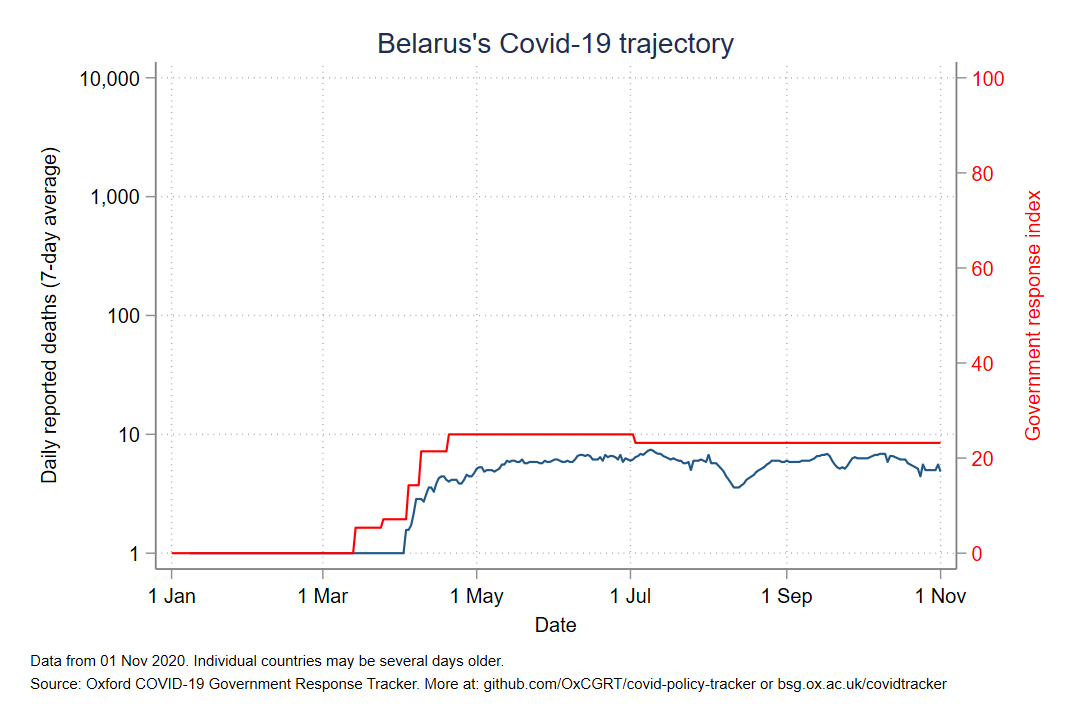 Belarus's Covid-19 trajectory
10,000
1,000
100
10
1
Daily reported deaths (7-day average)
100
80
60
40
20
0
Government response index
1 Jan
1 Mar
1 May
1 Jul
1 Sep
1 Nov
Date
Data from 01 Nov 2020. Individual countries may be several days older.
Source: Oxford COVID-19 Government Response Tracker. More at: github.com/OxCGRT/covid-policy-tracker or bsg.ox.ac.uk/covidtracker